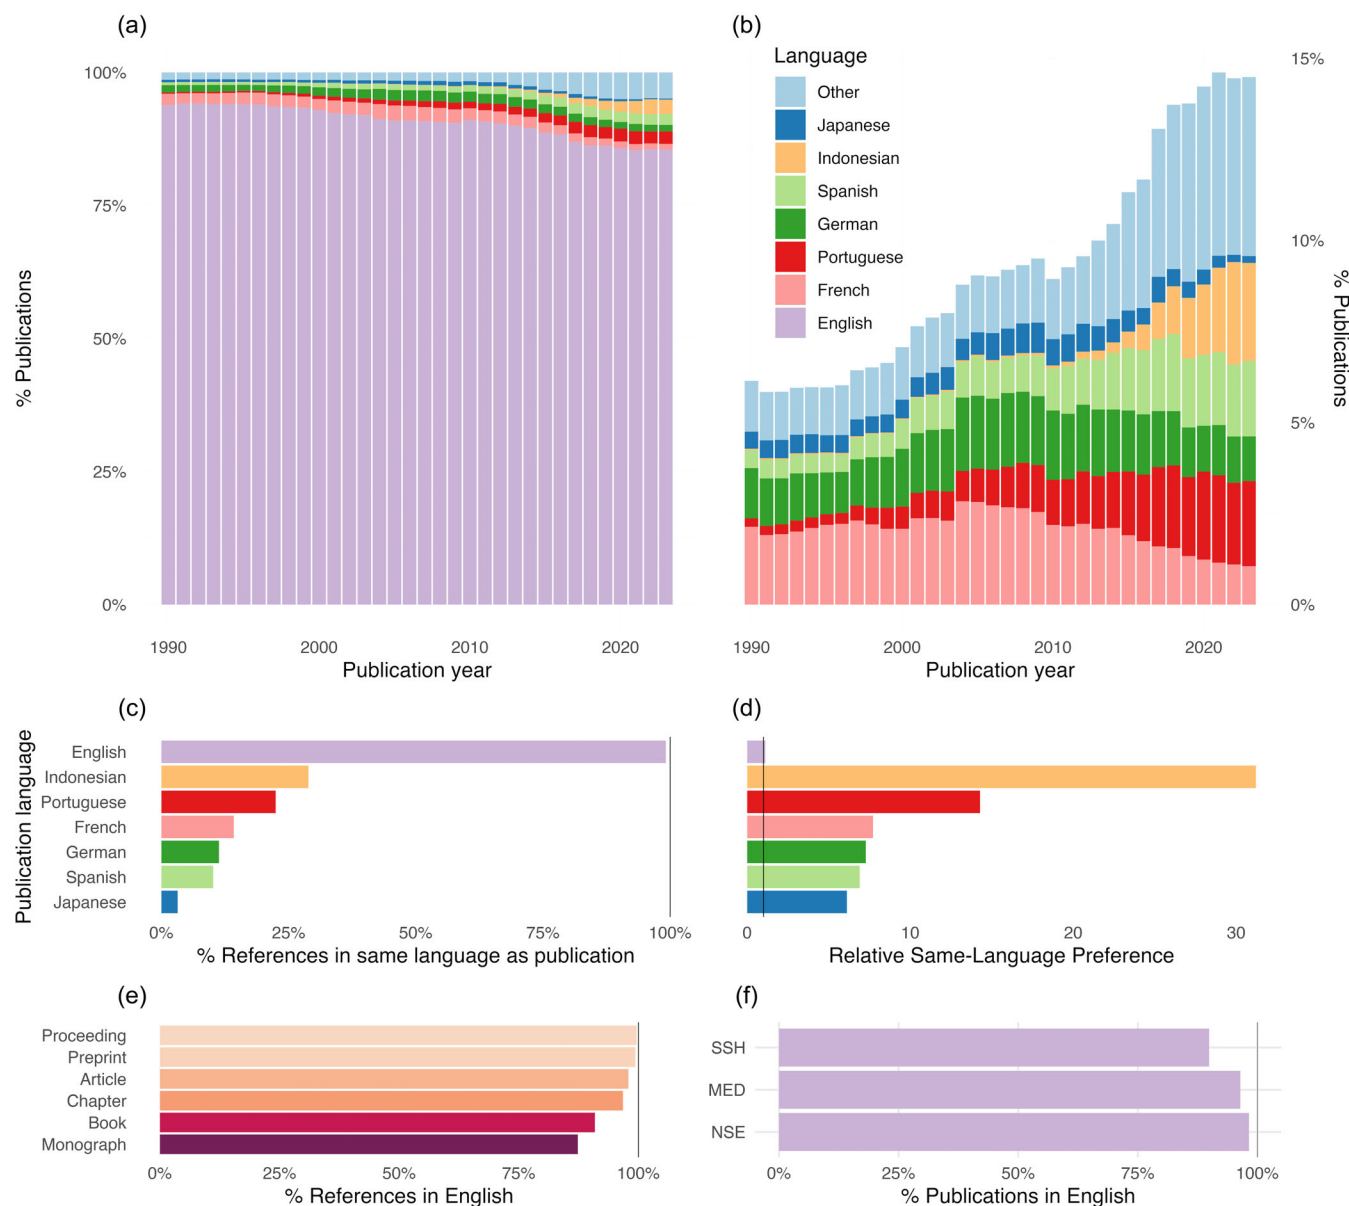 (a)
100%
75%
50%
25%
0%
% Publications
1990 2000 2010 2020
Publication year
(b)
Language
Other
Japanese
Indonesian
Spanish
German
Portuguese
French
English
15%
10%
5%
0%
% Publications
1990 2000 2010 2020
Publication year
(c)
Publication language
English
Indonesian
Portuguese
French
German
Spanish
Japanese
0% 25% 50% 75% 100%
% References in same language as publication
(d)
0 10 20 30
Relative Same-Language Preference
(e)
Proceeding
Preprint
Article
Chapter
Book
Monograph
0% 25% 50% 75% 100%
% References in English
(f)
SSH
MED
NSE
0% 25% 50% 75% 100%
% Publications in English